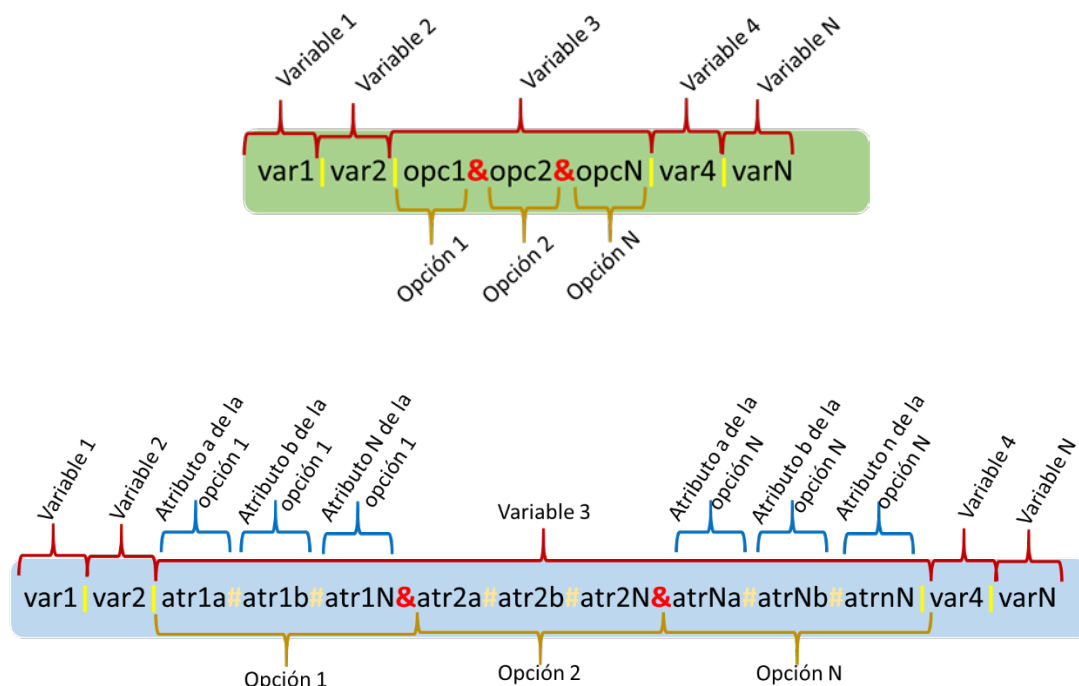 Variable 1
Variable 2
Variable 3
Variable 4
Variable N
var1|var2|opc1&opc2&opcN|var4|varN
Opción 1
Opción 2
Opción N
Variable 1
Variable 2
Atributo a de la
opción 1
Atributo b de la
opción 1
Atributo N de la
opción 1
Variable 3
Atributo a de la
opción N
Atributo b de la
opción N
Atributo n de la
opción N
Variable 4
Variable N
var1|var2|atr1a#atr1b#atr1N&atr2a#atr2b#atr2N&atrNa#atrNb#atrnN|var4|varN
Opción 1
Opción 2
Opción N